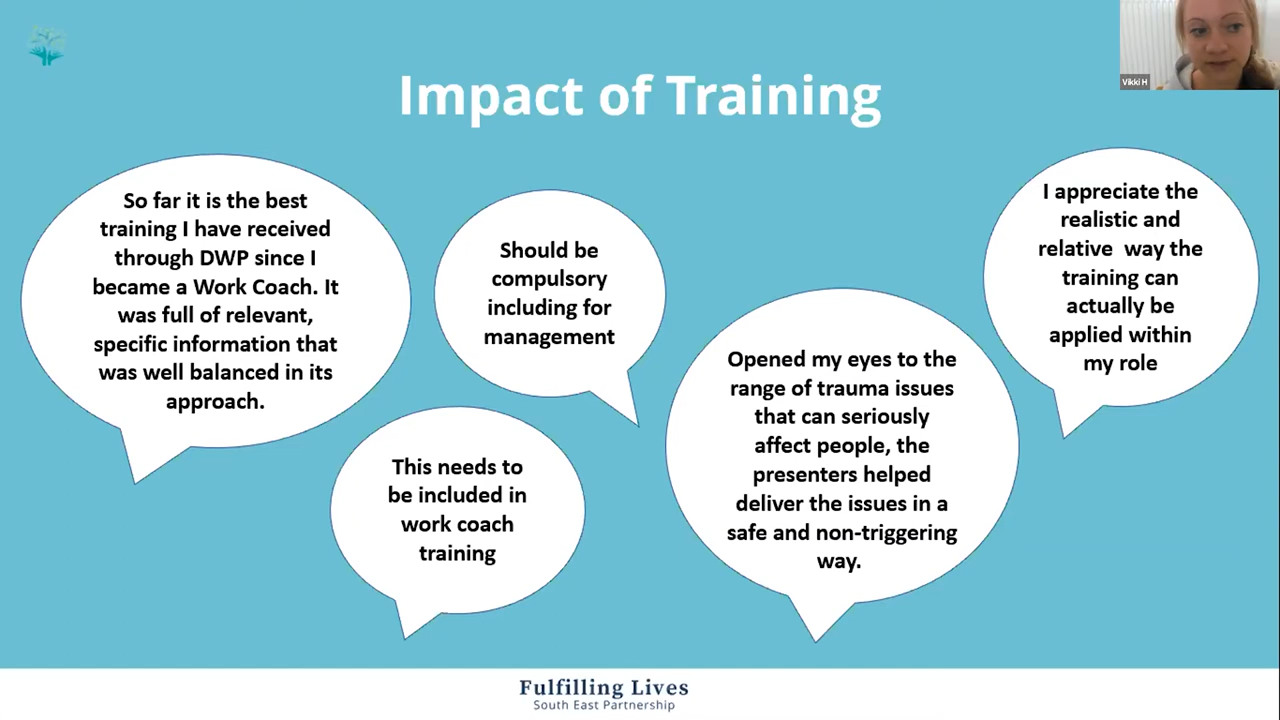 Vikki H
Impact of Training
So far it is the best
training I have received
through DWP since I
became a Work Coach. It
was full of relevant,
specific information that
was well balanced in its
approach.
Should be
compulsory
including for
management
This needs to
be included in
work coach
training
Opened my eyes to the
range of trauma issues
that can seriously
affect people, the
presenters helped
deliver the issues in a
safe and non-triggering
way.
I appreciate the
realistic and
relative way the
training can
actually be
applied within
my role
Fulfilling Lives
South East Partnership